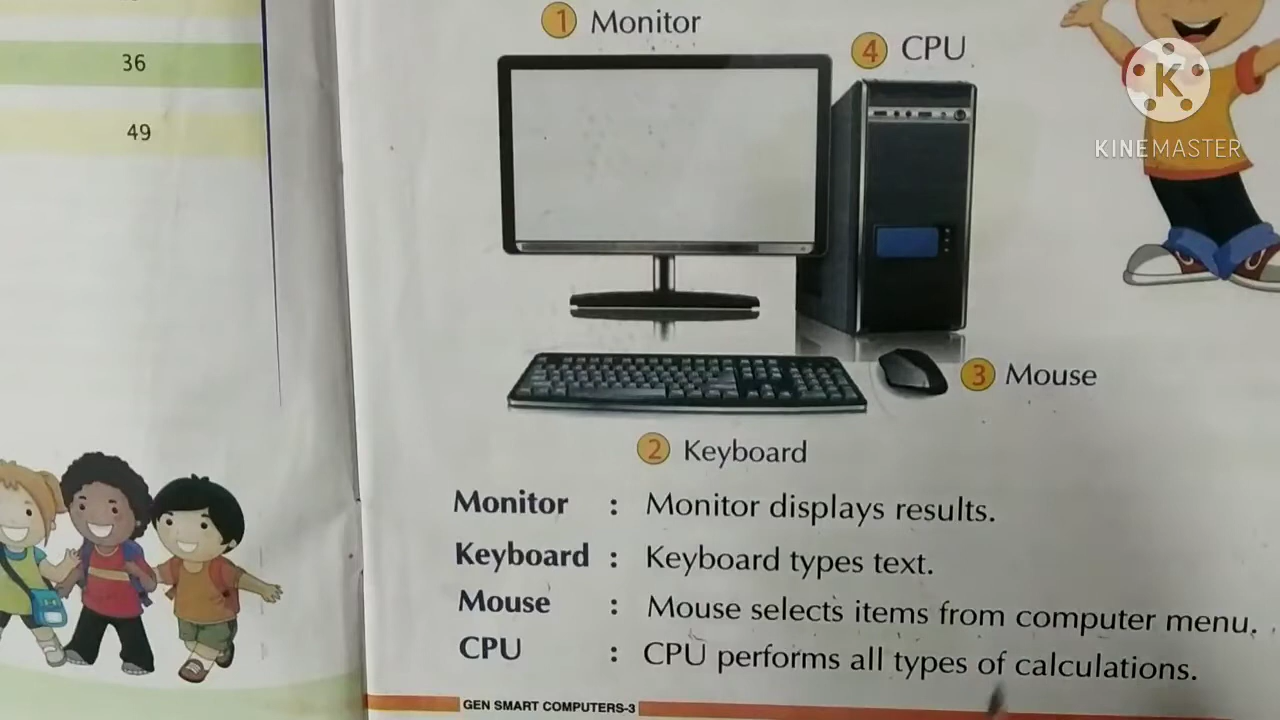 36
49
1 Monitor
4 CPU
K
KINEMASTER
3 Mouse
2 Keyboard
Monitor : Monitor displays results.
Keyboard : Keyboard types text.
Mouse : Mouse selects items from computer menu.
CPU : CPU performs all types of calculations.
GEN SMART COMPUTERS-3